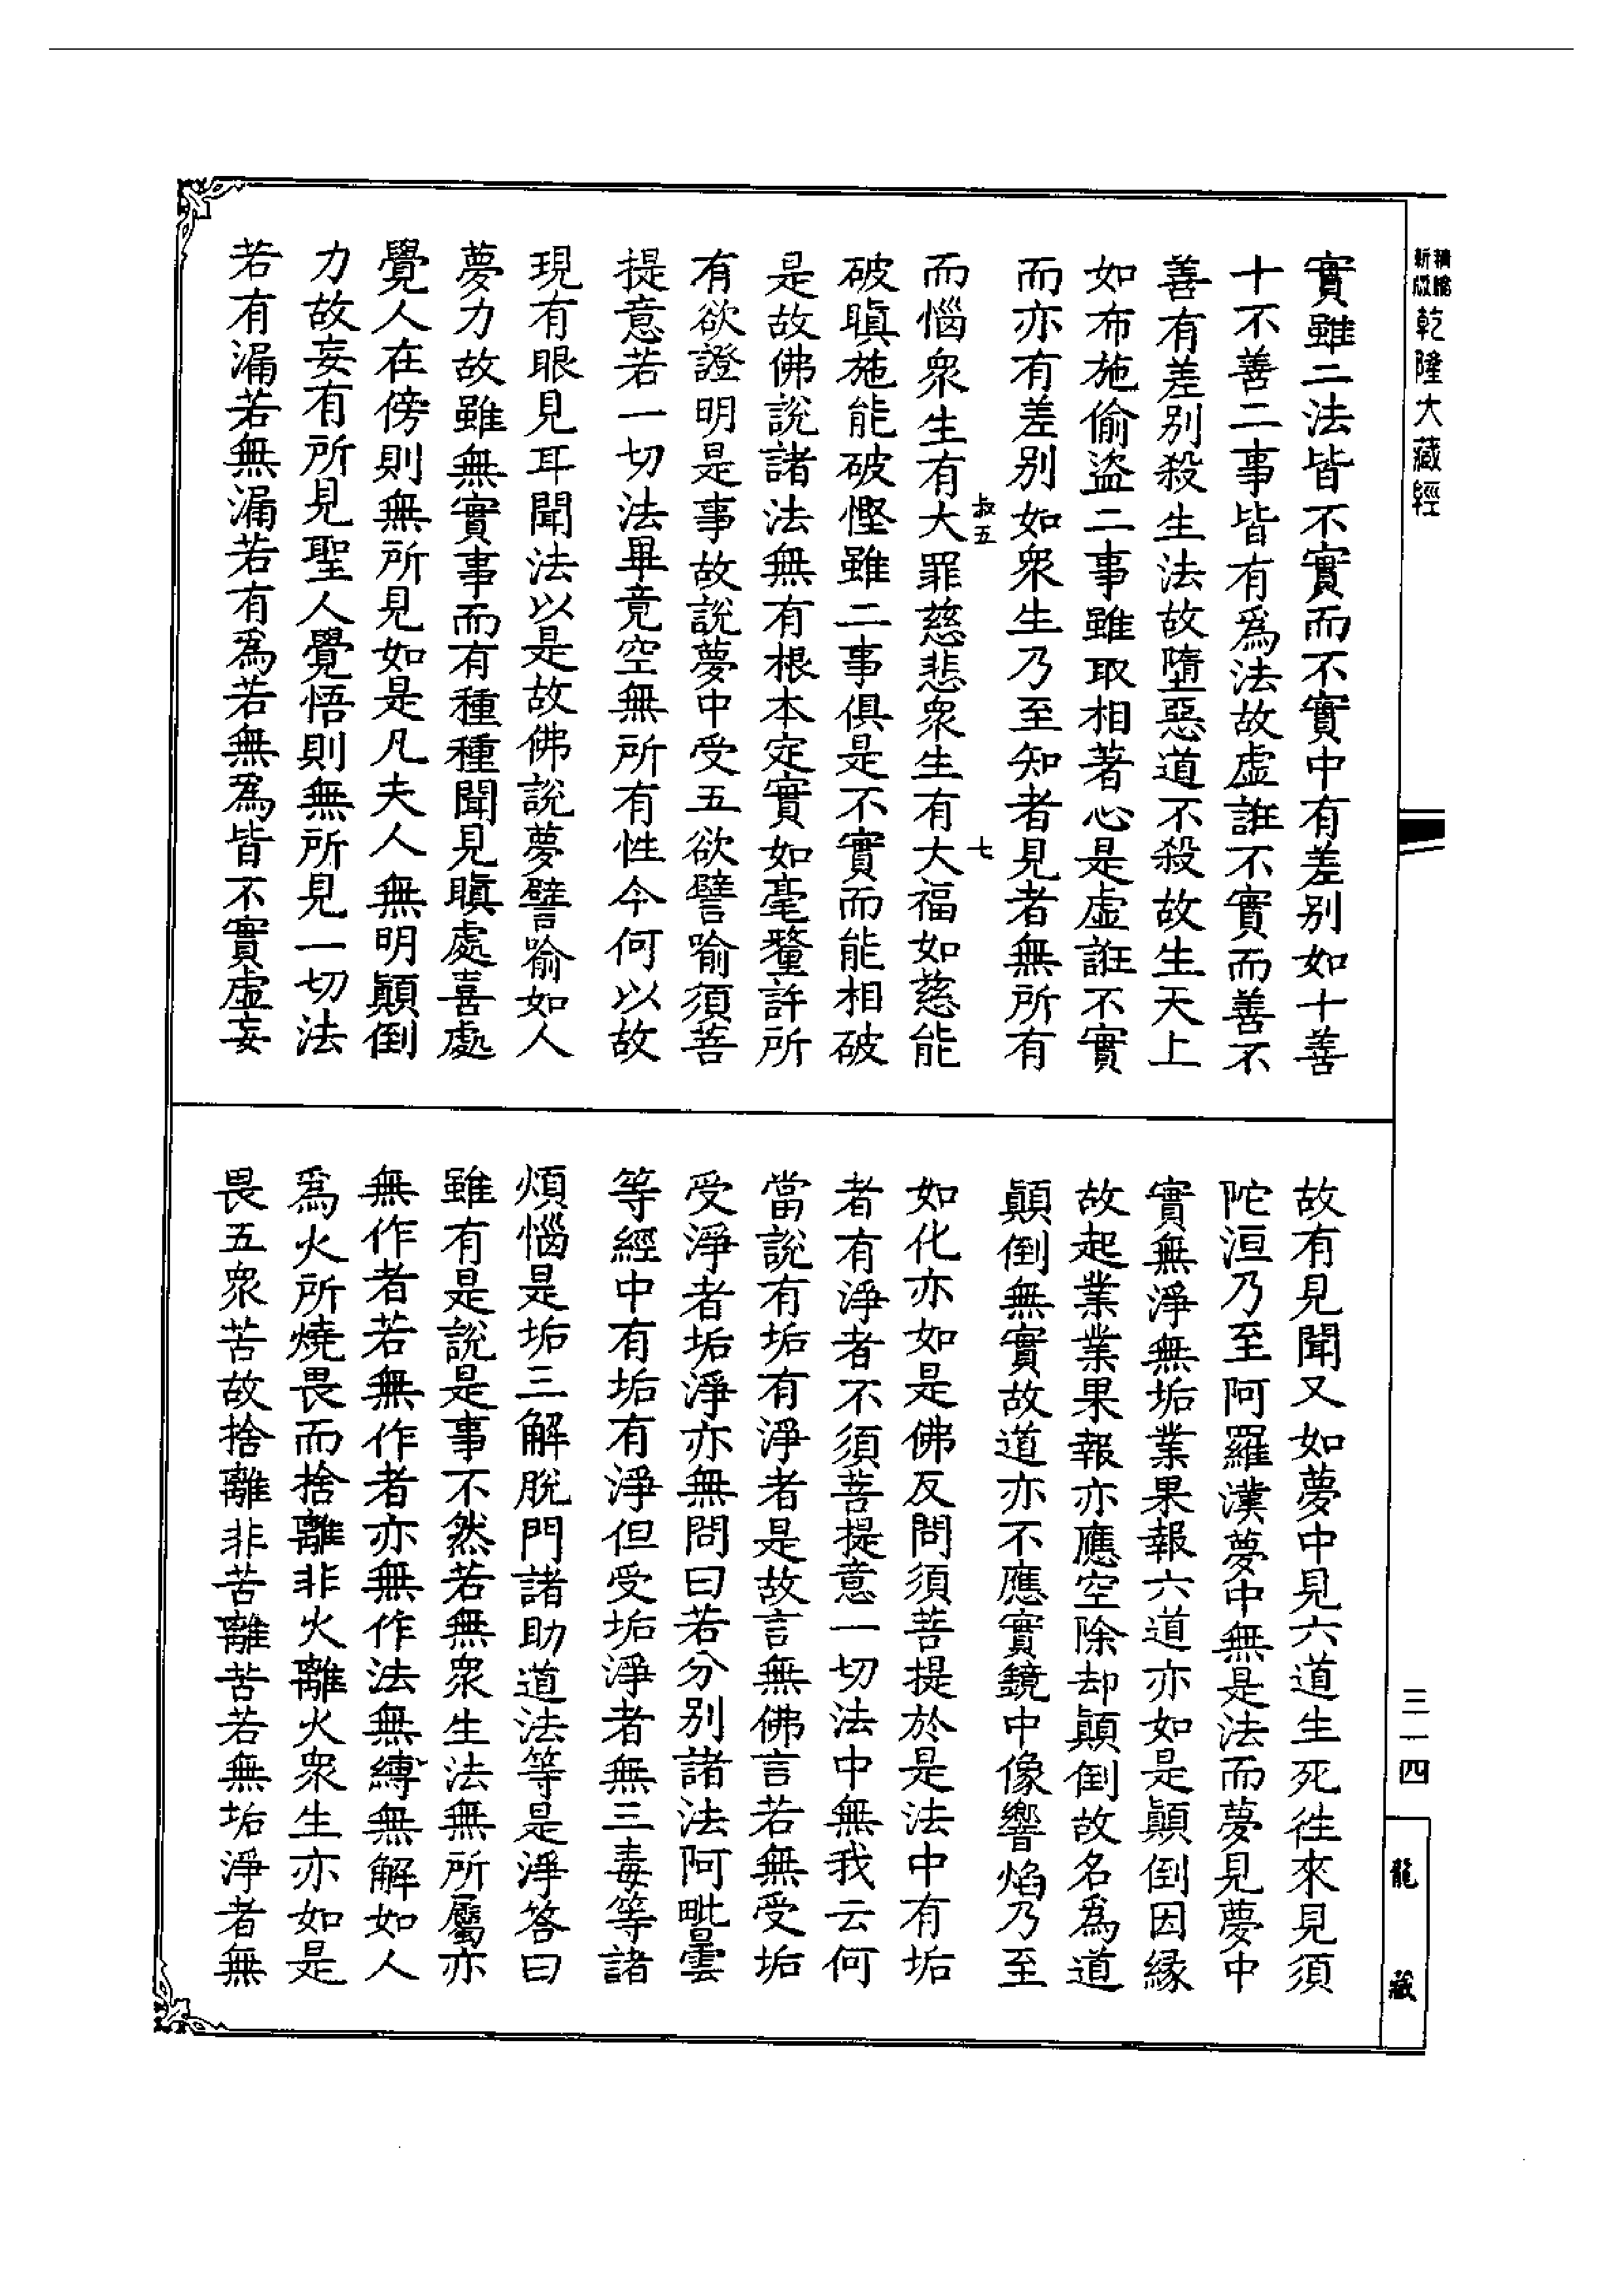 精縮新版乾隆大藏經
實雖二法皆不實而不實中有差别如十善
十不善二事皆有為法故虛誑不實而善不
善有差别殺生法故墮惡道不殺故生天上
如布施偷盜二事雖取相著心是虛誑不實
而亦有差别如衆生乃至知者見者無所有
叔五
七
而惱衆生有大罪慈悲衆生有大福如慈能
破瞋施能破慳雖二事俱是不實而能相破
是故佛說諸法無有根本定實如毫釐許所
有欲證明是事故說夢中受五欲譬喻須菩
提意若一切法畢竟空無所有性今何以故
現有眼見耳聞法以是故佛說夢譬喻如人
夢力故雖無實事而有種種聞見瞋處喜處
覺人在傍則無所見如是凡夫人無明顛倒
力故妄有所見聖人覺悟則無所見一切法
若有漏若無漏若有為若無為皆不實虛妄
故有見聞又如夢中見六道生死往來見須
陀洹乃至阿羅漢夢中無是法而夢見夢中
實無淨無垢業果報六道亦如是顛倒因緣
故起業業果報亦應空除却顛倒故名為道
顛倒無實故道亦不應實鏡中像響焰乃至
如化亦如是佛反問須菩提於是法中有垢
者有淨者不須菩提意一切法中無我云何
當說有垢有淨者是故言無佛言若無受垢
受淨者垢淨亦無問曰若分别諸法阿毗曇
等經中有垢有淨但受垢淨者無三毒等諸
煩惱是垢三解脫門諸助道法等是淨答曰
雖有是說是事不然若無衆生法無所屬亦
無作者若無作者亦無作法無縛無解如人
為火所燒畏而捨離非火離火衆生亦如是
畏五衆苦故捨離非苦離苦若無垢淨者無
三一四
龍藏